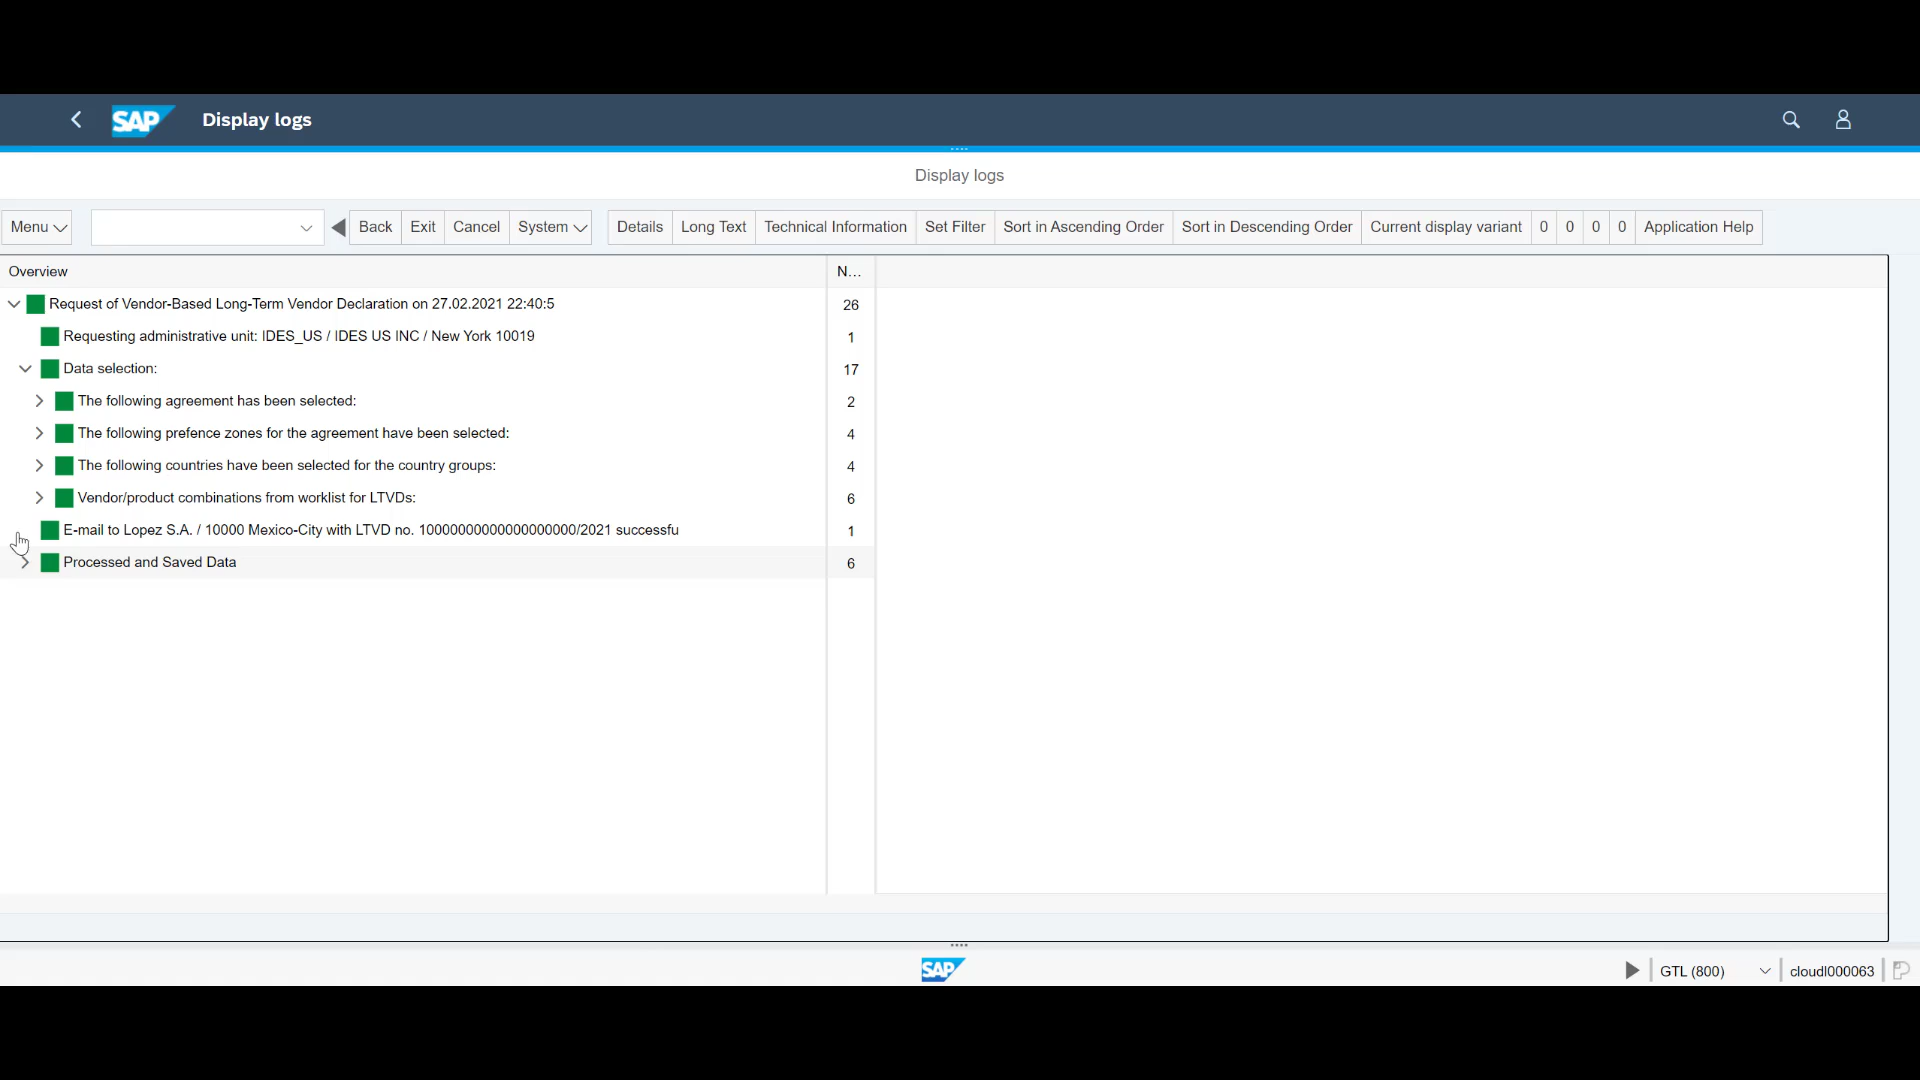 SAP Display logs
Display logs
Menu Back Exit Cancel System Details Long Text Technical Information Set Filter Sort in Ascending Order Sort in Descending Order Current display variant 0 0 0 0 Application Help
Overview N...
Request of Vendor-Based Long-Term Vendor Declaration on 27.02.2021 22:40:5 26
Requesting administrative unit: IDES_US / IDES US INC / New York 10019 1
Data selection: 17
The following agreement has been selected: 2
The following prefence zones for the agreement have been selected: 4
The following countries have been selected for the country groups: 4
Vendor/product combinations from worklist for LTVDs: 6
E-mail to Lopez S.A. / 10000 Mexico-City with LTVD no. 10000000000000000000/2021 successfu 1
Processed and Saved Data 6
SAP GTL (800) cloudl000063